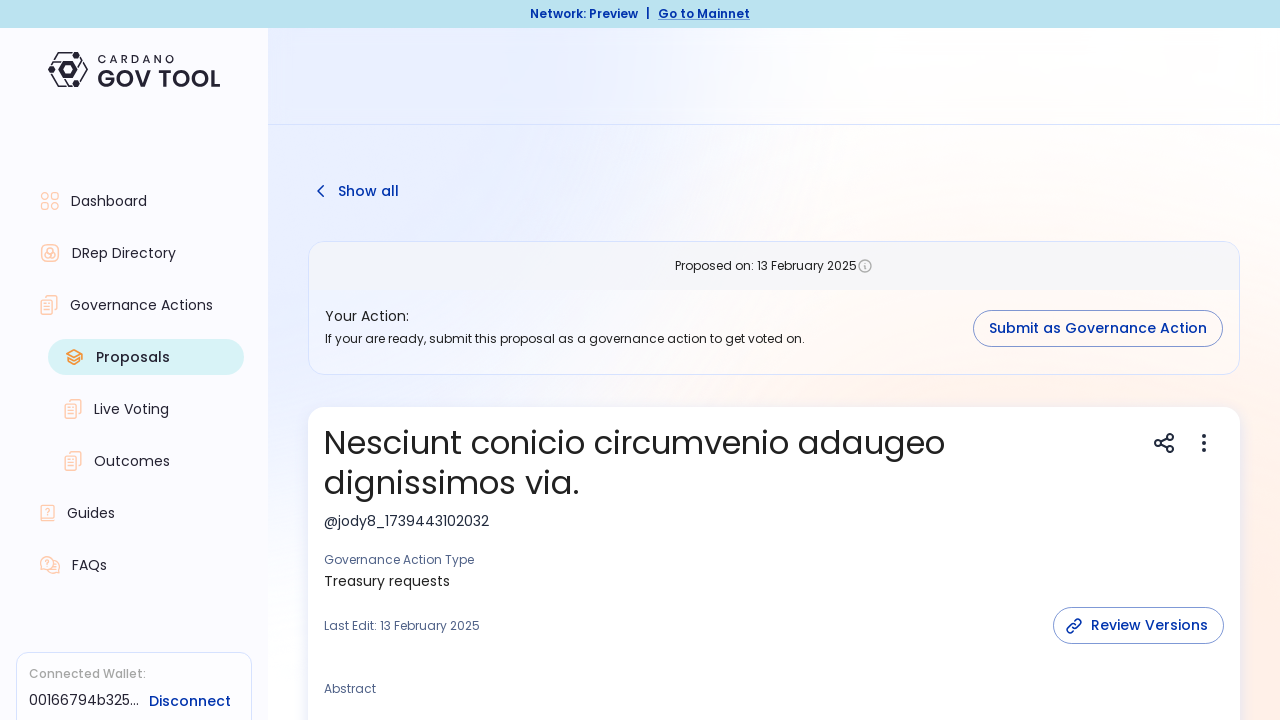 Network: Preview | Go to Mainnet
CARDANO
GOV TOOL
Dashboard
DRep Directory
Governance Actions
Proposals
Live Voting
Outcomes
Guides
FAQs
Connected Wallet:
00166794b325...
Disconnect
Show all
Proposed on: 13 February 2025
Your Action:
If your are ready, submit this proposal as a governance action to get voted on.
Submit as Governance Action
Nesciunt conicio circumvenio adaugeo
dignissimos via.
@jody8_1739443102032
Governance Action Type
Treasury requests
Last Edit: 13 February 2025
Review Versions
Abstract